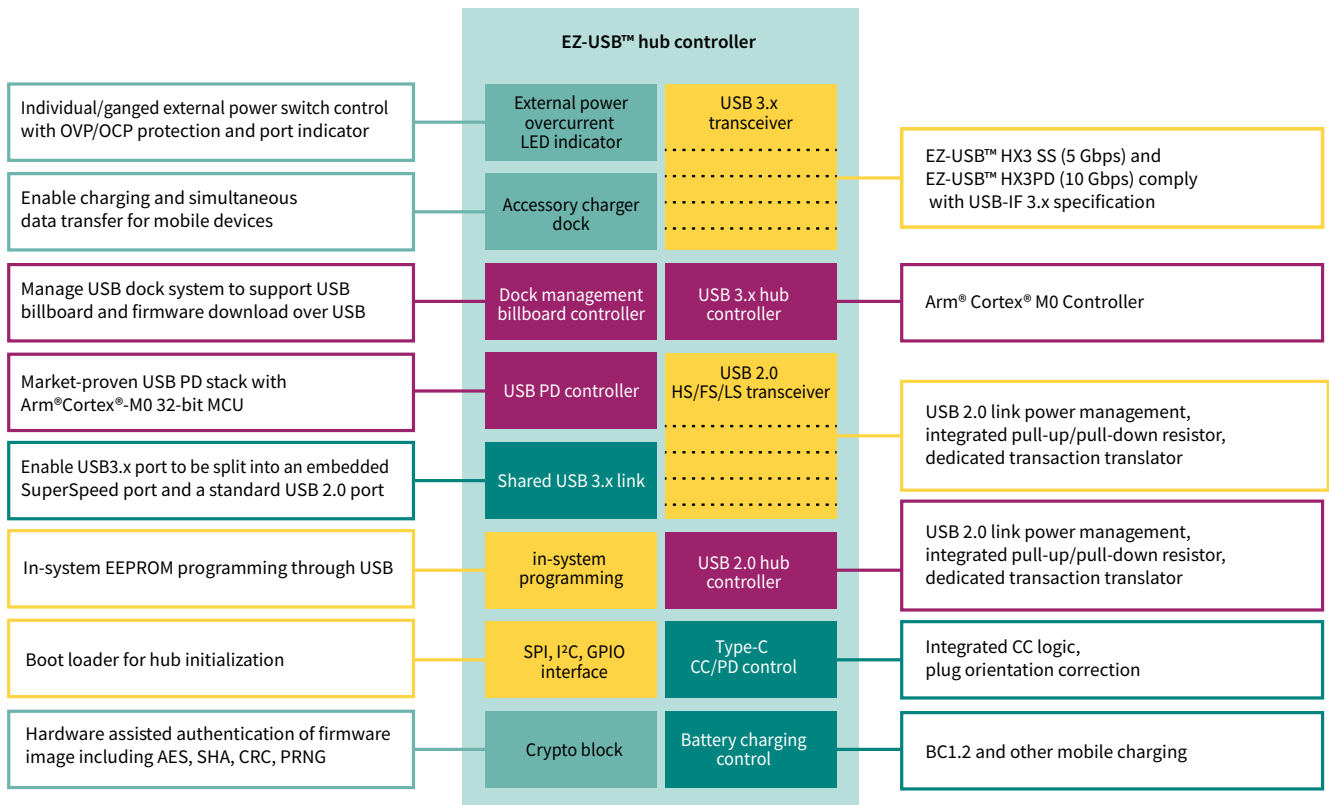 EZ-USB™ hub controller
Individual/ganged external power switch control
with OVP/OCP protection and port indicator
Enable charging and simultaneous
data transfer for mobile devices
Manage USB dock system to support USB
billboard and firmware download over USB
Market-proven USB PD stack with
Arm®Cortex®-M0 32-bit MCU
Enable USB3.x port to be split into an embedded
SuperSpeed port and a standard USB 2.0 port
In-system EEPROM programming through USB
Boot loader for hub initialization
Hardware assisted authentication of firmware
image including AES, SHA, CRC, PRNG
External power
overcurrent
LED indicator
Accessory charger
dock
Dock management
billboard controller
USB PD controller
Shared USB 3.x link
in-system
programming
SPI, I²C, GPIO
interface
Crypto block
USB 3.x
transceiver
USB 3.x hub
controller
USB 2.0
HS/FS/LS transceiver
USB 2.0 hub
controller
Type-C
CC/PD control
Battery charging
control
EZ-USB™ HX3 SS (5 Gbps) and
EZ-USB™ HX3PD (10 Gbps) comply
with USB-IF 3.x specification
Arm® Cortex® M0 Controller
USB 2.0 link power management,
integrated pull-up/pull-down resistor,
dedicated transaction translator
USB 2.0 link power management,
integrated pull-up/pull-down resistor,
dedicated transaction translator
Integrated CC logic,
plug orientation correction
BC1.2 and other mobile charging